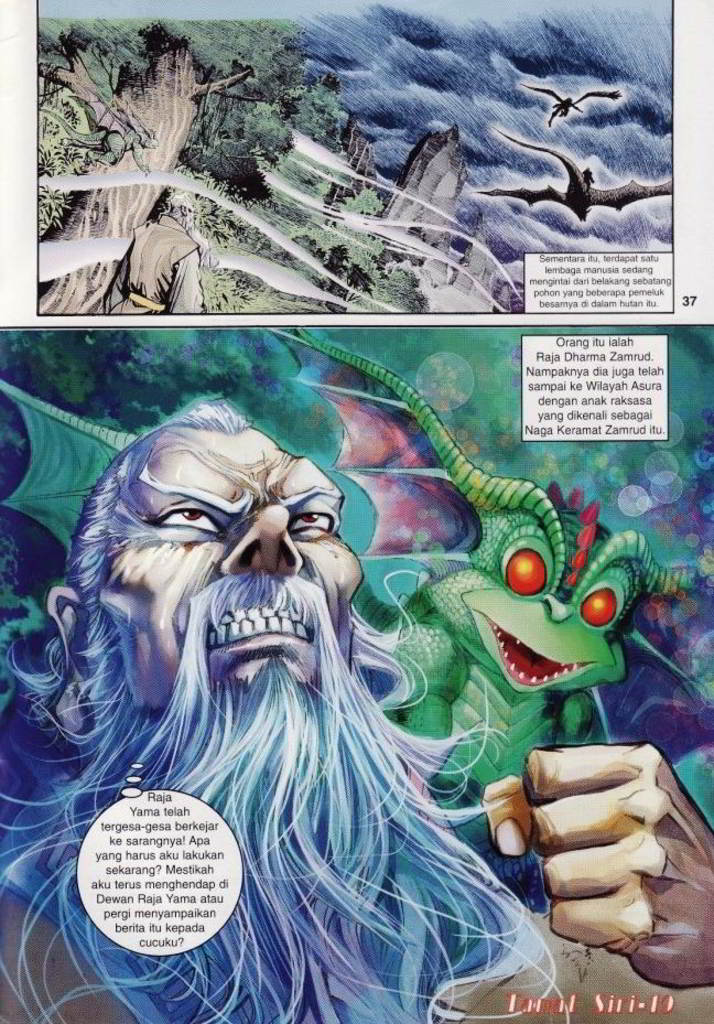 Sementara itu, terdapat satu
lembaga manusia sedang
mengintai dari belakang sebatang
pohon yang beberapa pemeluk
besarnya di dalam hutan itu.
37
Orang itu ialah
Raja Dharma Zamrud.
Nampaknya dia juga telah
sampai ke Wilayah Asura
dengan anak raksasa
yang dikenali sebagai
Naga Keramat Zamrud itu.
Raja
Yama telah
tergesa-gesa berkejar
ke sarangnya! Apa
yang harus aku lakukan
sekarang? Mestikah
aku terus menghendap di
Dewan Raja Yama atau
pergi menyampaikan
berita itu kepada
cucuku?
Tamat Siri-19